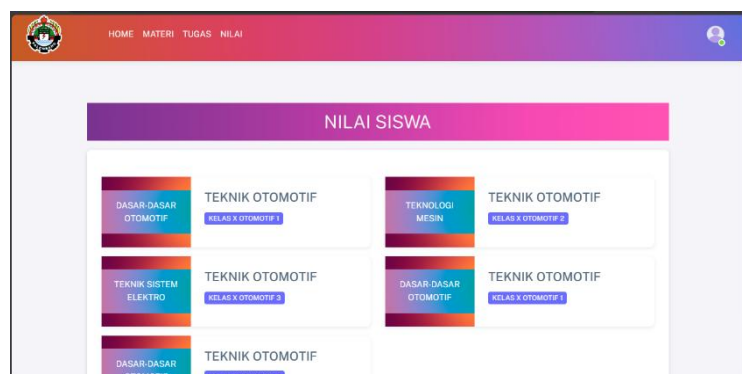 HOME MATERI TUGAS NILAI
NILAI SISWA
DASAR-DASAR
OTOMOTIF
TEKNIK OTOMOTIF
KELAS X OTOMOTIF 1
TEKNOLOGI
MESIN
TEKNIK OTOMOTIF
KELAS X OTOMOTIF 2
TEKNIK SISTEM
ELEKTRO
TEKNIK OTOMOTIF
KELAS X OTOMOTIF 3
DASAR-DASAR
OTOMOTIF
TEKNIK OTOMOTIF
KELAS X OTOMOTIF 1
DASAR-DASAR
TEKNIK OTOMOTIF